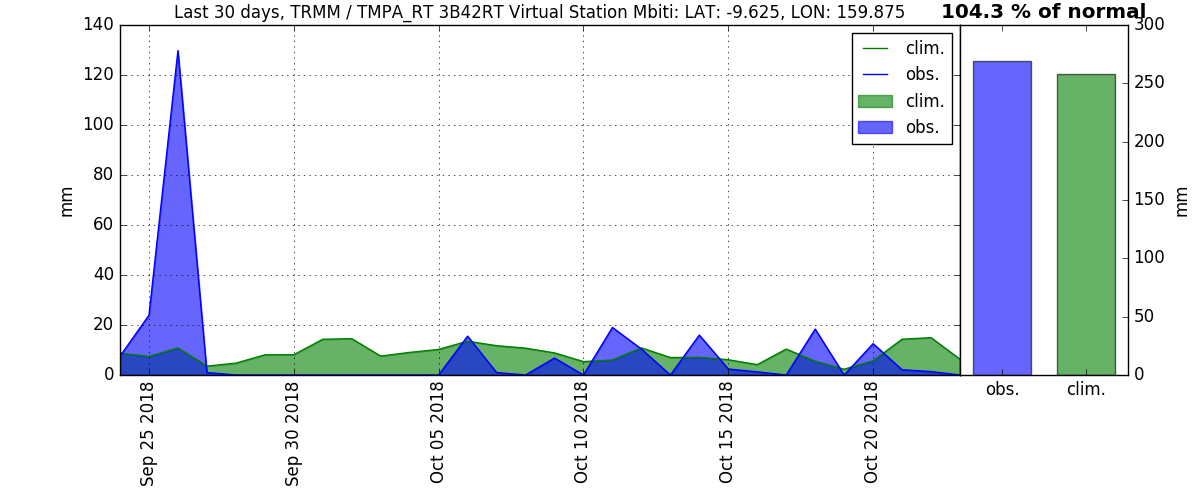 Last 30 days, TRMM / TMPA_RT 3B42RT Virtual Station Mbiti: LAT: -9.625, LON: 159.875
104.3 % of normal
140
120
100
80
60
40
20
0
mm
clim.
obs.
clim.
obs.
Sep 25 2018
Sep 30 2018
Oct 05 2018
Oct 10 2018
Oct 15 2018
Oct 20 2018
obs.
clim.
300
250
200
150
100
50
0
mm